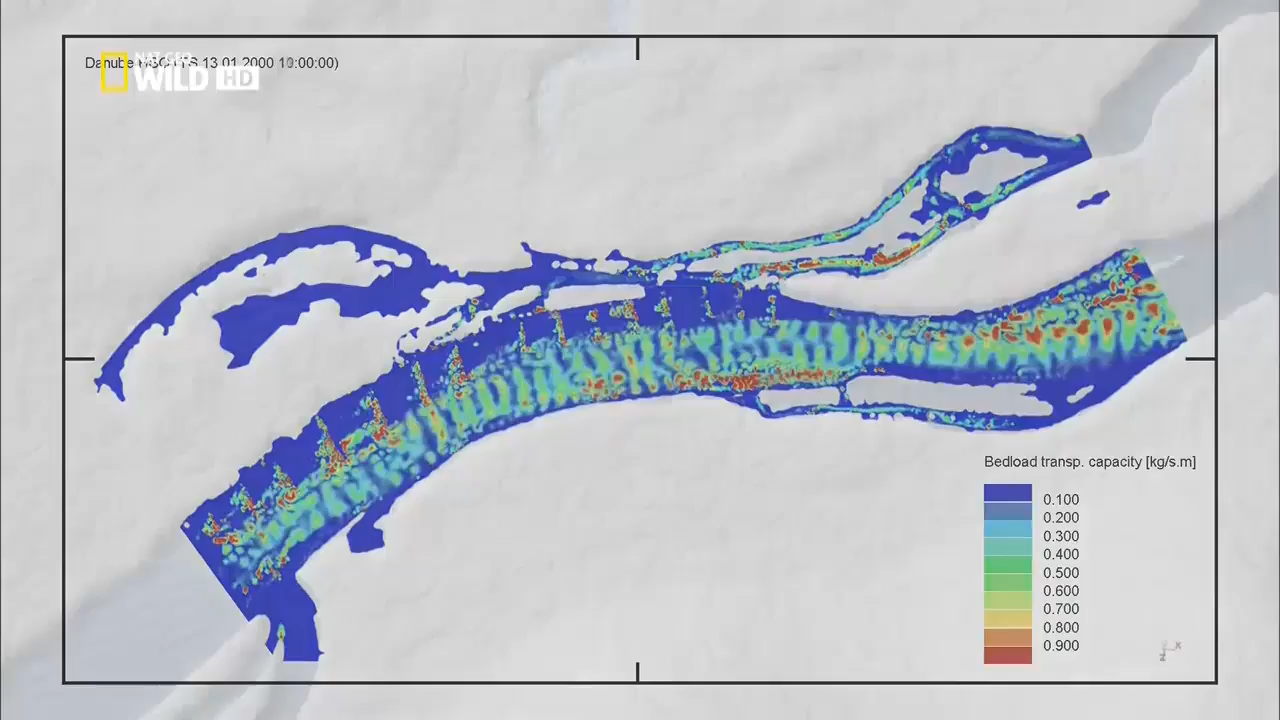 Danube HSQ (TS 13.01.2000 10:00:00)
NAT GEO
WILD HD
Bedload transp. capacity [kg/s.m]
0.100
0.200
0.300
0.400
0.500
0.600
0.700
0.800
0.900
X